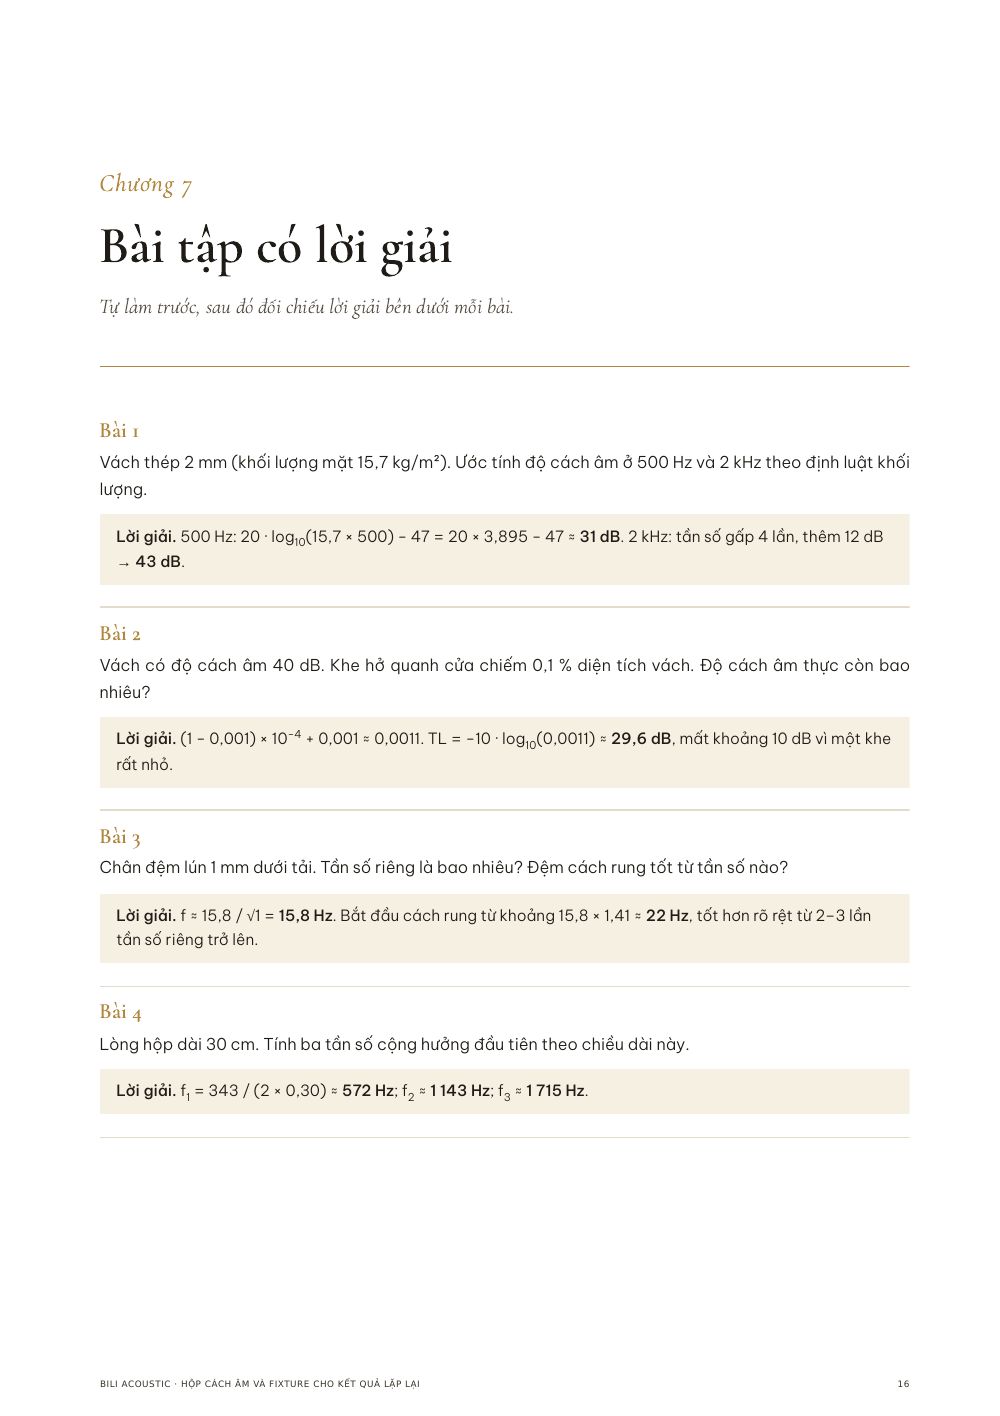 Chương 7
Bài tập có lời giải
Tự làm trước, sau đó đối chiếu lời giải bên dưới mỗi bài.
Bài 1
Vách thép 2 mm (khối lượng mặt 15,7 kg/m²). Ước tính độ cách âm ở 500 Hz và 2 kHz theo định luật khối
lượng.
Lời giải. 500 Hz: 20 · log₁₀(15,7 × 500) − 47 = 20 × 3,895 − 47 ≈ 31 dB. 2 kHz: tần số gấp 4 lần, thêm 12 dB
→ 43 dB.
Bài 2
Vách có độ cách âm 40 dB. Khe hở quanh cửa chiếm 0,1 % diện tích vách. Độ cách âm thực còn bao
nhiêu?
Lời giải. (1 − 0,001) × 10⁻⁴ + 0,001 ≈ 0,0011. TL = −10 · log₁₀(0,0011) ≈ 29,6 dB, mất khoảng 10 dB vì một khe
rất nhỏ.
Bài 3
Chân đệm lún 1 mm dưới tải. Tần số riêng là bao nhiêu? Đệm cách rung tốt từ tần số nào?
Lời giải. f ≈ 15,8 / √1 = 15,8 Hz. Bắt đầu cách rung từ khoảng 15,8 × 1,41 ≈ 22 Hz, tốt hơn rõ rệt từ 2–3 lần
tần số riêng trở lên.
Bài 4
Lòng hộp dài 30 cm. Tính ba tần số cộng hưởng đầu tiên theo chiều dài này.
Lời giải. f₁ = 343 / (2 × 0,30) ≈ 572 Hz; f₂ ≈ 1 143 Hz; f₃ ≈ 1 715 Hz.
BILI ACOUSTIC · HỘP CÁCH ÂM VÀ FIXTURE CHO KẾT QUẢ LẶP LẠI
16